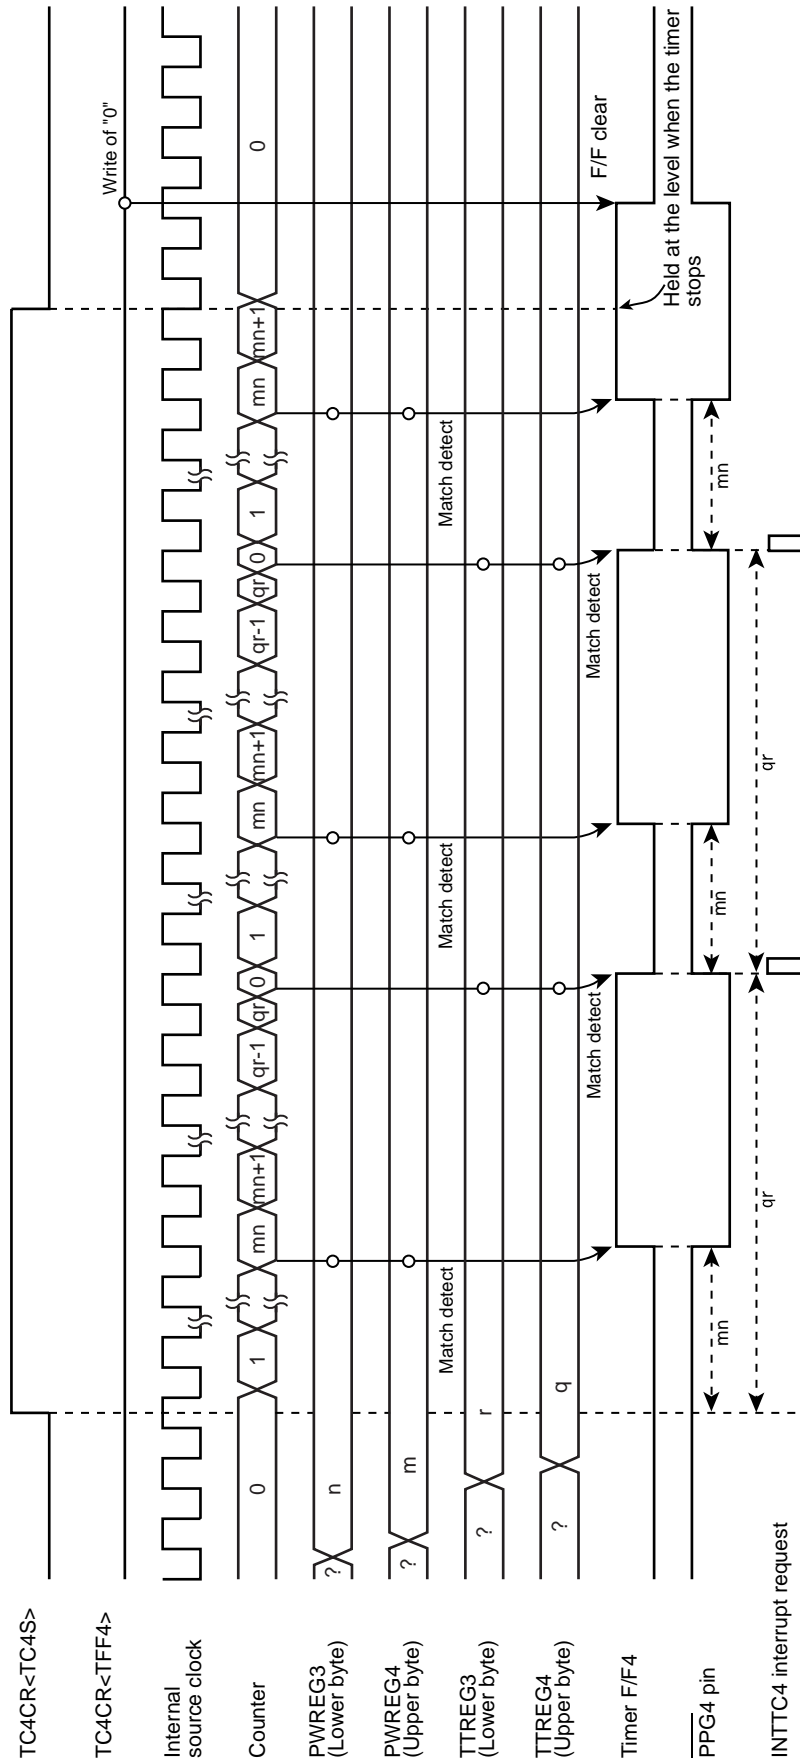 TC4CR<TC4S>
TC4CR<TFF4>
Write of "0"
Internal
source clock
Counter
0
1
mn
mn+1
qr-1
qr
0
1
mn
mn+1
qr-1
qr
0
1
mn
mn+1
0
PWREG3
(Lower byte)
?
n
PWREG4
(Upper byte)
?
m
Match detect
Match detect
Match detect
TTREG3
(Lower byte)
?
r
TTREG4
(Upper byte)
?
q
Match detect
Match detect
F/F clear
Timer F/F4
Held at the level when the timer
stops
PPG4 pin
mn
mn
mn
qr
qr
INTTC4 interrupt request